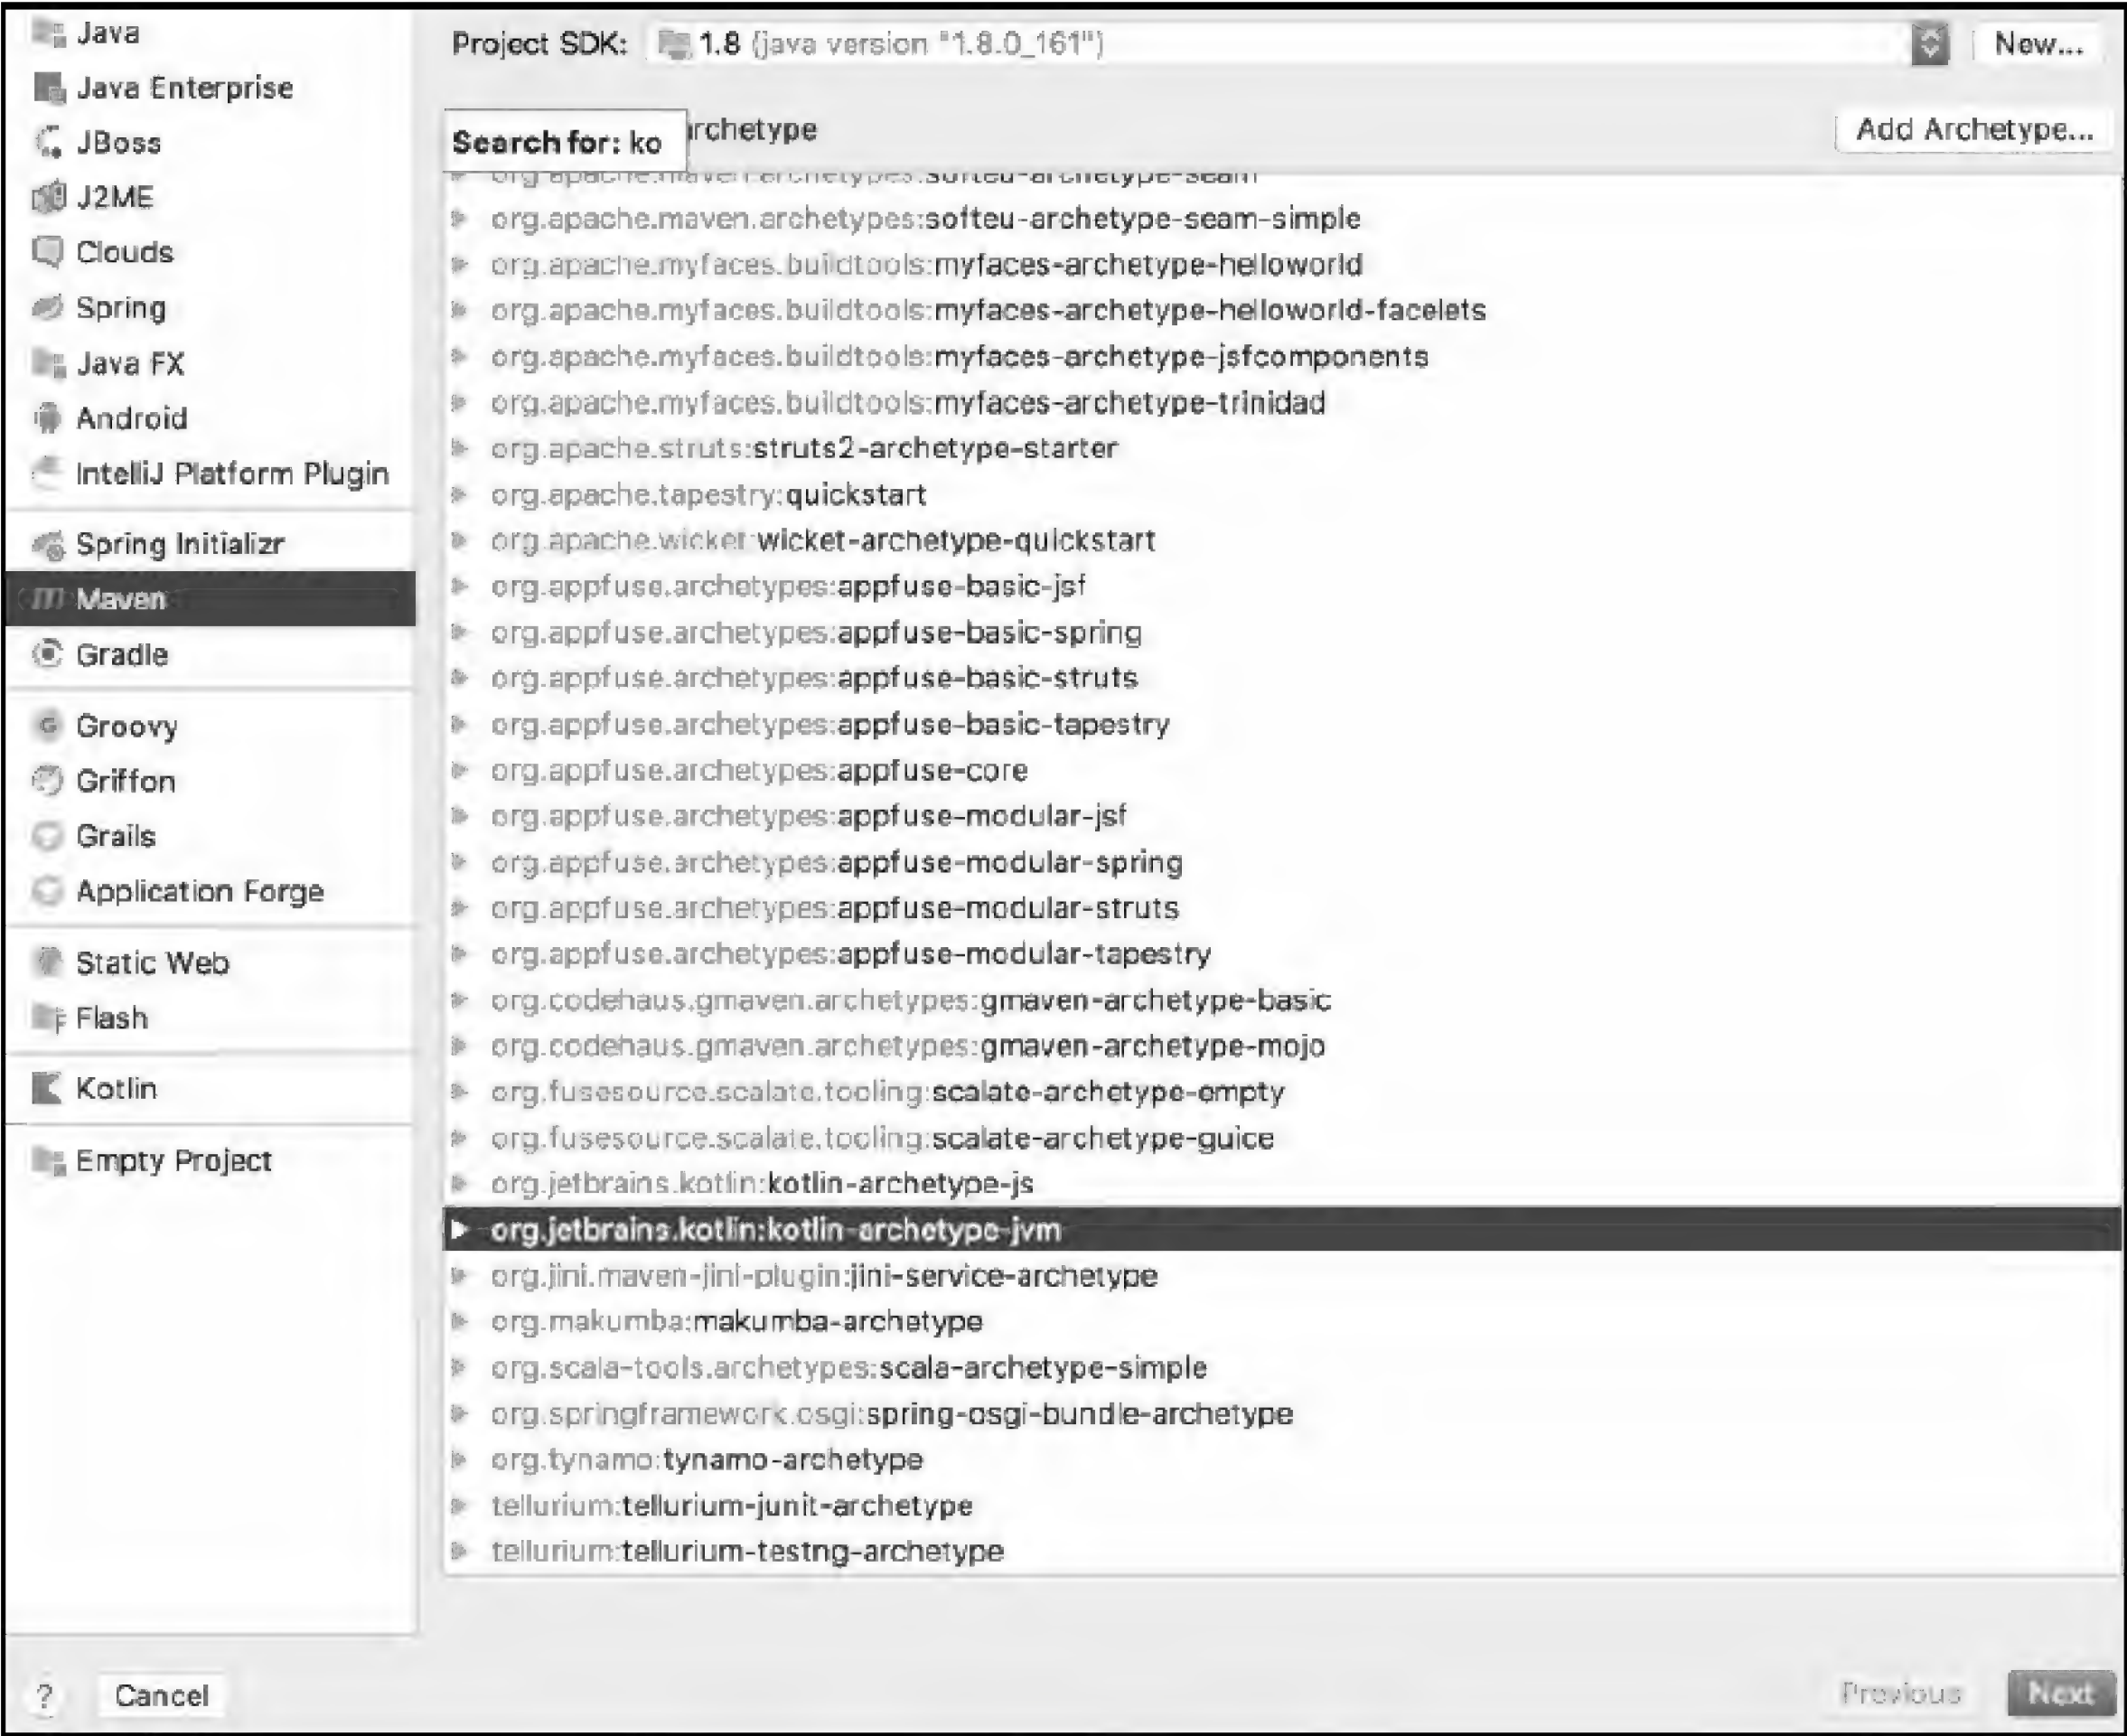 Java
Java Enterprise
JBoss
J2ME
Clouds
Spring
Java FX
Android
IntelliJ Platform Plugin
Spring Initializr
Maven
Gradle
Groovy
Griffon
Grails
Application Forge
Static Web
Flash
Kotlin
Empty Project
Project SDK: 1.8 (java version "1.8.0_161") New...
Search for: ko rchetype Add Archetype...
org.apache.maven.archetypes:softeu-archetype-seam
org.apache.maven.archetypes:softeu-archetype-seam-simple
org.apache.myfaces.buildtools:myfaces-archetype-helloworld
org.apache.myfaces.buildtools:myfaces-archetype-helloworld-facelets
org.apache.myfaces.buildtools:myfaces-archetype-jsfcomponents
org.apache.myfaces.buildtools:myfaces-archetype-trinidad
org.apache.struts:struts2-archetype-starter
org.apache.tapestry:quickstart
org.apache.wicket:wicket-archetype-quickstart
org.appfuse.archetypes:appfuse-basic-jsf
org.appfuse.archetypes:appfuse-basic-spring
org.appfuse.archetypes:appfuse-basic-struts
org.appfuse.archetypes:appfuse-basic-tapestry
org.appfuse.archetypes:appfuse-core
org.appfuse.archetypes:appfuse-modular-jsf
org.appfuse.archetypes:appfuse-modular-spring
org.appfuse.archetypes:appfuse-modular-struts
org.appfuse.archetypes:appfuse-modular-tapestry
org.codehaus.gmaven.archetypes:gmaven-archetype-basic
org.codehaus.gmaven.archetypes:gmaven-archetype-mojo
org.fusesource.scalate.tooling:scalate-archetype-empty
org.fusesource.scalate.tooling:scalate-archetype-guice
org.jetbrains.kotlin:kotlin-archetype-js
org.jetbrains.kotlin:kotlin-archetype-jvm
org.jini.maven-jini-plugin:jini-service-archetype
org.makumba:makumba-archetype
org.scala-tools.archetypes:scala-archetype-simple
org.springframework.osgi:spring-osgi-bundle-archetype
org.tynamo:tynamo-archetype
tellurium:tellurium-junit-archetype
tellurium:tellurium-testng-archetype
? Cancel Previous Next